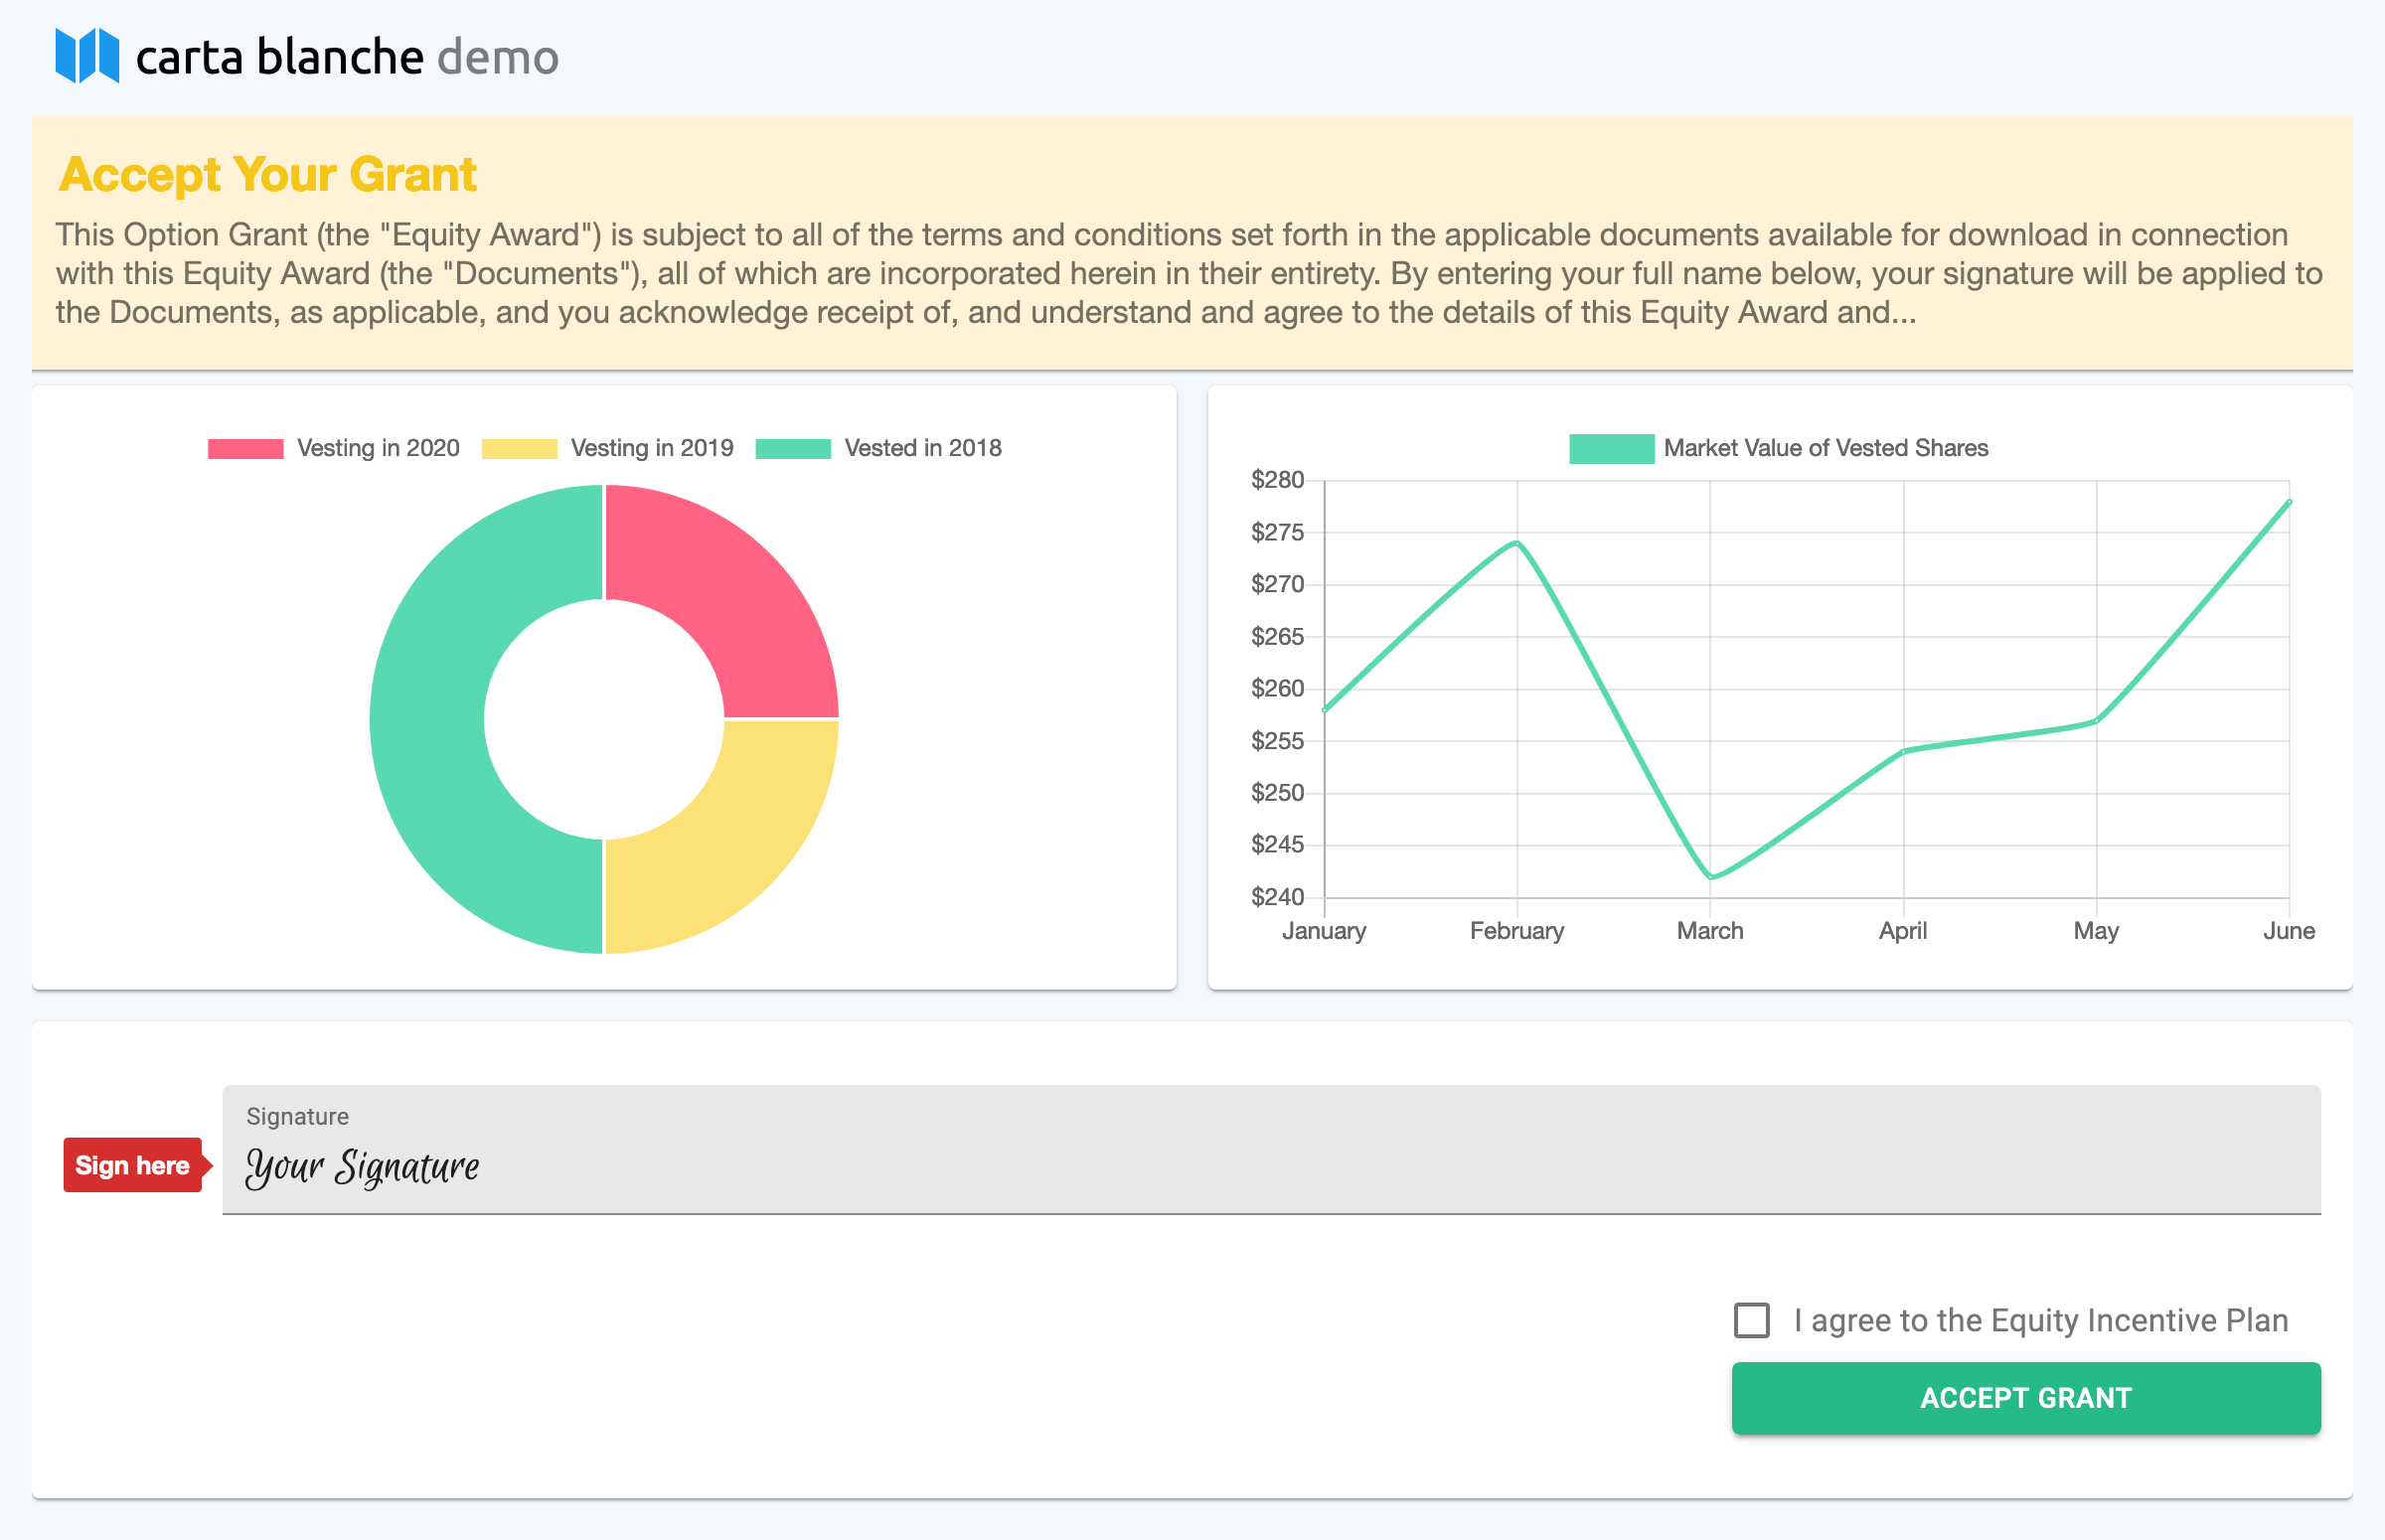 carta blanche demo
Accept Your Grant
This Option Grant (the "Equity Award") is subject to all of the terms and conditions set forth in the applicable documents available for download in connection
with this Equity Award (the "Documents"), all of which are incorporated herein in their entirety. By entering your full name below, your signature will be applied to
the Documents, as applicable, and you acknowledge receipt of, and understand and agree to the details of this Equity Award and...
Vesting in 2020 Vesting in 2019 Vested in 2018
Market Value of Vested Shares
$280
$275
$270
$265
$260
$255
$250
$245
$240
January February March April May June
Signature
Sign here
Your Signature
I agree to the Equity Incentive Plan
ACCEPT GRANT